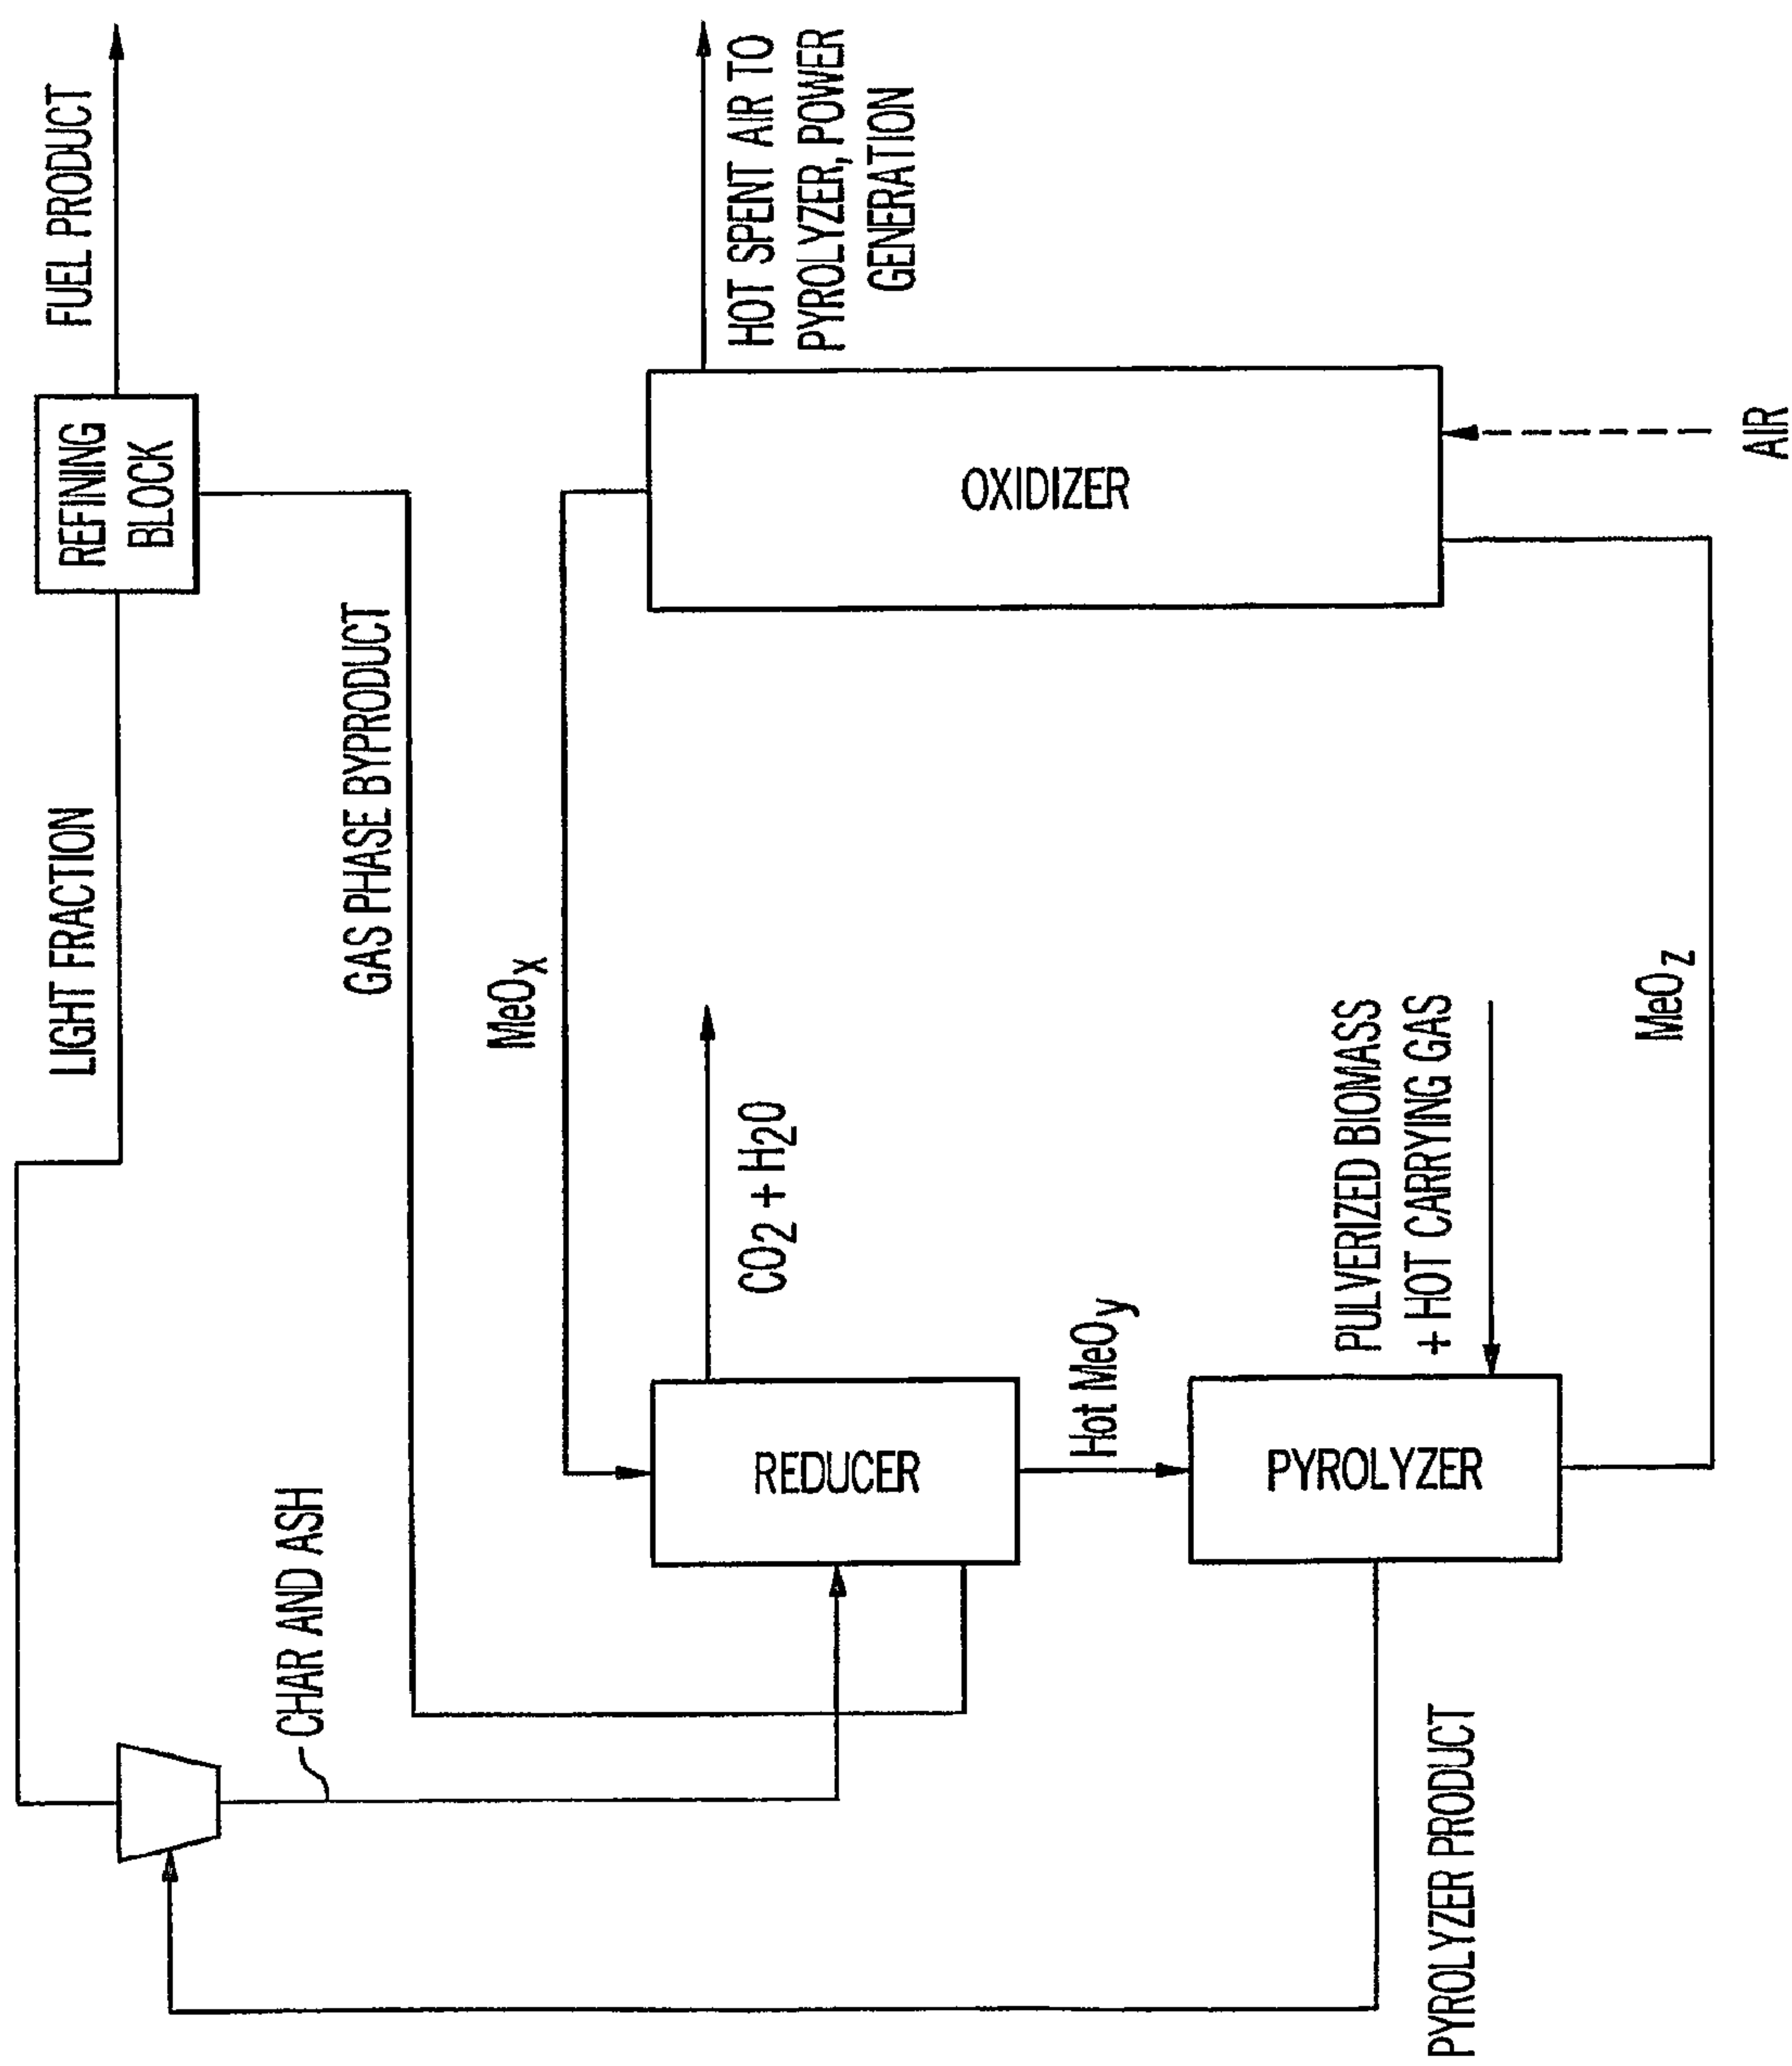 FUEL PRODUCT
REFINING
BLOCK
LIGHT FRACTION
GAS PHASE BYPRODUCT
CHAR AND ASH
MeOx
HOT SPENT AIR TO
PYROLYZER, POWER
GENERATION
OXIDIZER
AIR
CO2 + H2O
REDUCER
Hot MeOy
PYROLYZER
PULVERIZED BIOMASS
+ HOT CARRYING GAS
MeOz
PYROLYZER PRODUCT